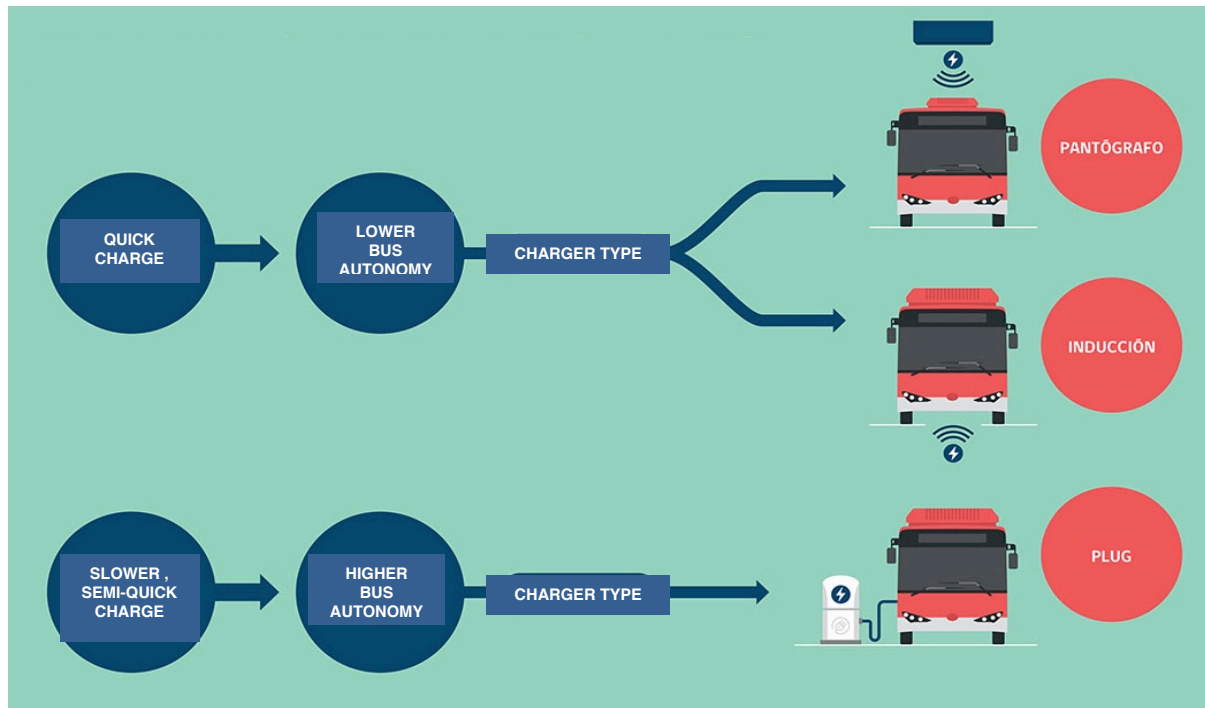 QUICK
CHARGE
LOWER
BUS
AUTONOMY
CHARGER TYPE
PANTÓGRAFO
INDUCCIÓN
SLOWER ,
SEMI-QUICK
CHARGE
HIGHER
BUS
AUTONOMY
CHARGER TYPE
PLUG